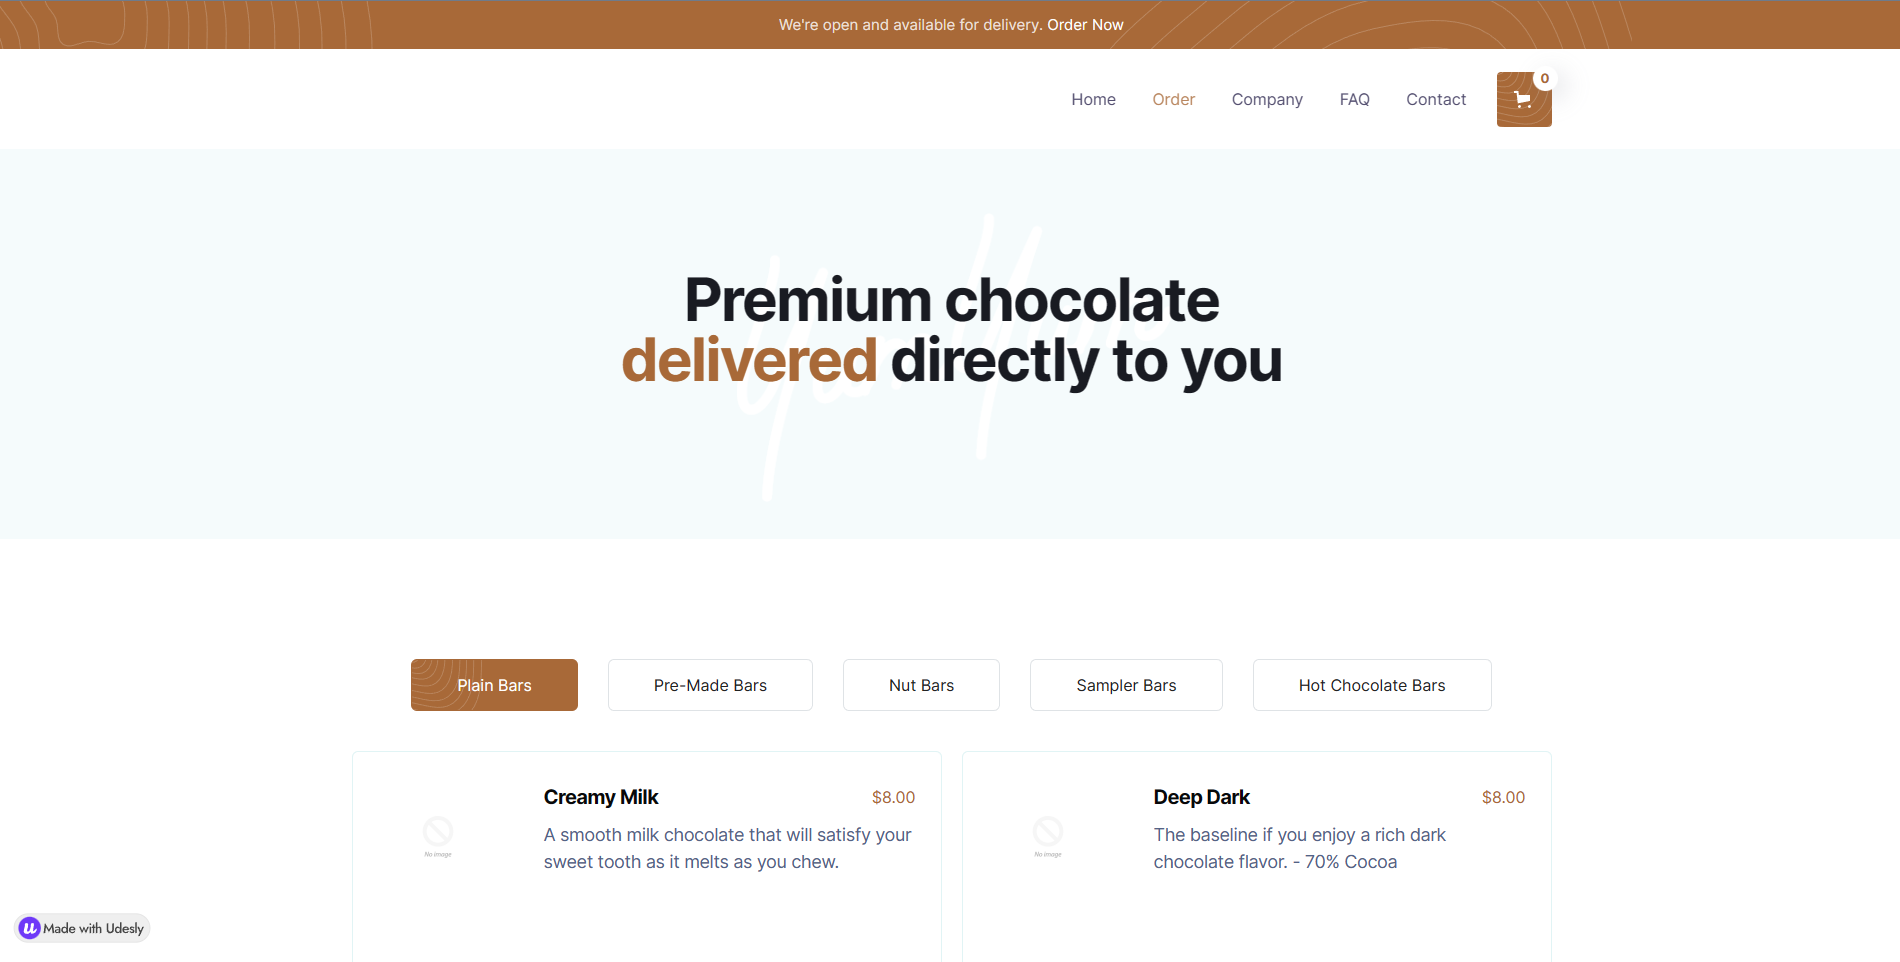 We're open and available for delivery. Order Now
Home Order Company FAQ Contact 0
Premium chocolate
delivered directly to you
Plain Bars Pre-Made Bars Nut Bars Sampler Bars Hot Chocolate Bars
Creamy Milk $8.00
A smooth milk chocolate that will satisfy your
sweet tooth as it melts as you chew.
No image
Deep Dark $8.00
The baseline if you enjoy a rich dark
chocolate flavor. - 70% Cocoa
No image
Made with Udesly